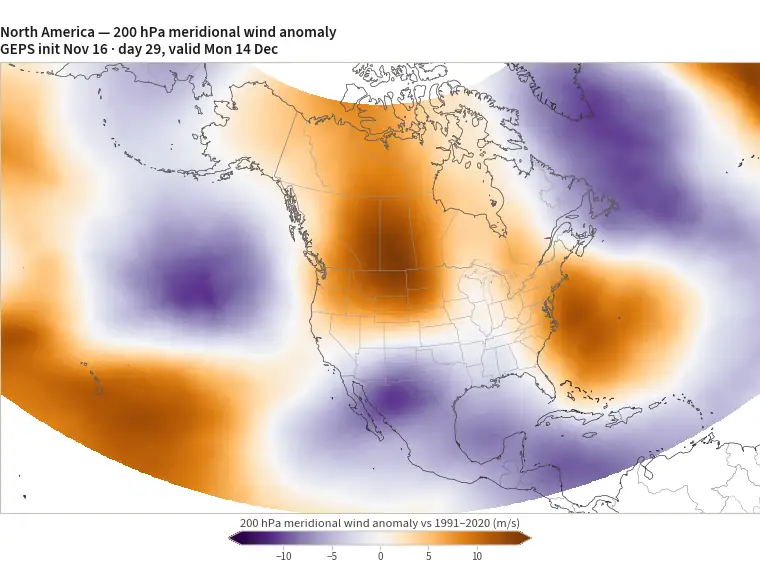 North America — 200 hPa meridional wind anomaly
GEPS init Nov 16 · day 29, valid Mon 14 Dec
200 hPa meridional wind anomaly vs 1991–2020 (m/s)
−10 −5 0 5 10